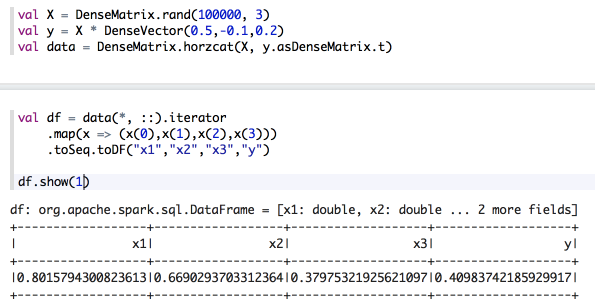 val X = DenseMatrix.rand(100000, 3)
val y = X * DenseVector(0.5,-0.1,0.2)
val data = DenseMatrix.horzcat(X, y.asDenseMatrix.t)
val df = data(*, ::).iterator
    .map(x => (x(0),x(1),x(2),x(3)))
    .toSeq.toDF("x1","x2","x3","y")
df.show(1)
df: org.apache.spark.sql.DataFrame = [x1: double, x2: double ... 2 more fields]
+------------------+------------------+-------------------+-------------------+
|                x1|                x2|                 x3|                  y|
+------------------+------------------+-------------------+-------------------+
|0.8015794300823613|0.6690293703312364|0.37975321925621097|0.40983742185929917|
+------------------+------------------+-------------------+-------------------+